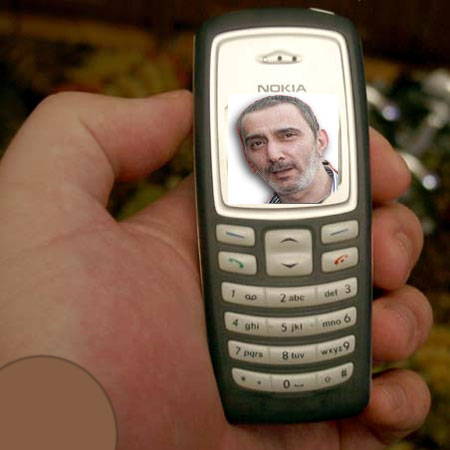 NOKIA
1 ഫ 2 abc def 3
4 ghi 5 jkl mno 6
7 pqrs 8 tuv wxyz 9
* + 0 ⎵ ⇧ #